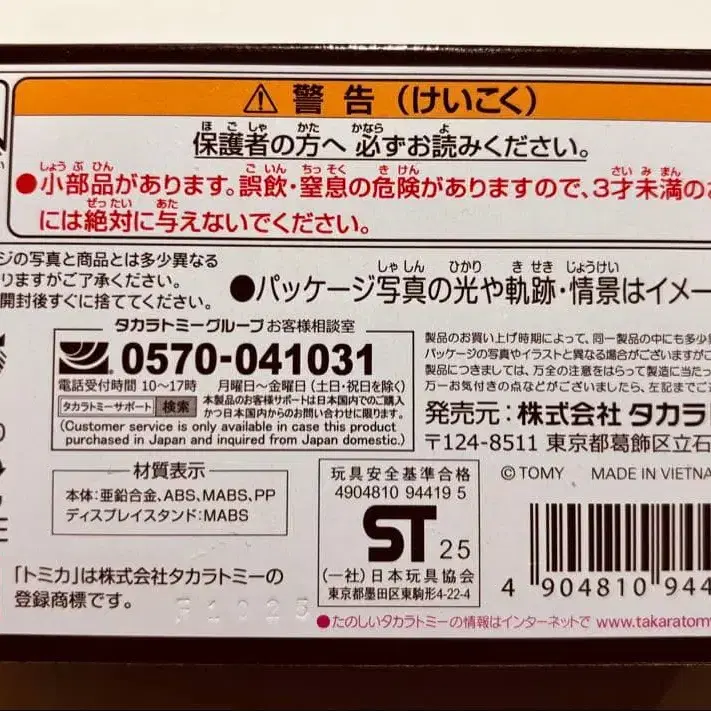 ⚠ 警告（けいこく）
保護者の方へ 必ずお読みください。
●小部品があります。誤飲・窒息の危険がありますので、3才未満のお
には絶対に与えないでください。
ジの写真と商品とは多少異なる
りますがご了承ください。
開封後すぐに捨ててください。
●パッケージ写真の光や軌跡・情景はイメー
タカラトミーグループ お客様相談室
0570-041031
電話受付時間 10〜17時 月曜日〜金曜日（土・祝日を除く）
タカラトミーサポート 検索
本製品のお客様サポートは日本国内でのご購入
かつ日本国内からのお問い合わせに限ります。
(Customer service is only available in case this product
purchased in Japan and inquired from Japan domestic.)
製品のお買い上げ時期によって、同一製品の中にも多少
パッケージの写真やイラストと異なる場合がございますがご
製品につきましては、万全の注意をはらって製造に当たっ
万一お気付きの点などがございましたら、左記までご
発売元：株式会社 タカラト
〒124-8511 東京都葛飾区立石
© TOMY MADE IN VIETNA
材質表示
本体：亜鉛合金、ABS、MABS、PP
ディスプレイスタンド：MABS
玩具安全基準合格
4904810 94419 5
ST 25
（一社）日本玩具協会
東京都墨田区東駒形4-22-4
4 904810 944
「トミカ」は株式会社タカラトミーの
登録商標です。
●たのしいタカラトミーの情報はインターネットで www.takaratomy